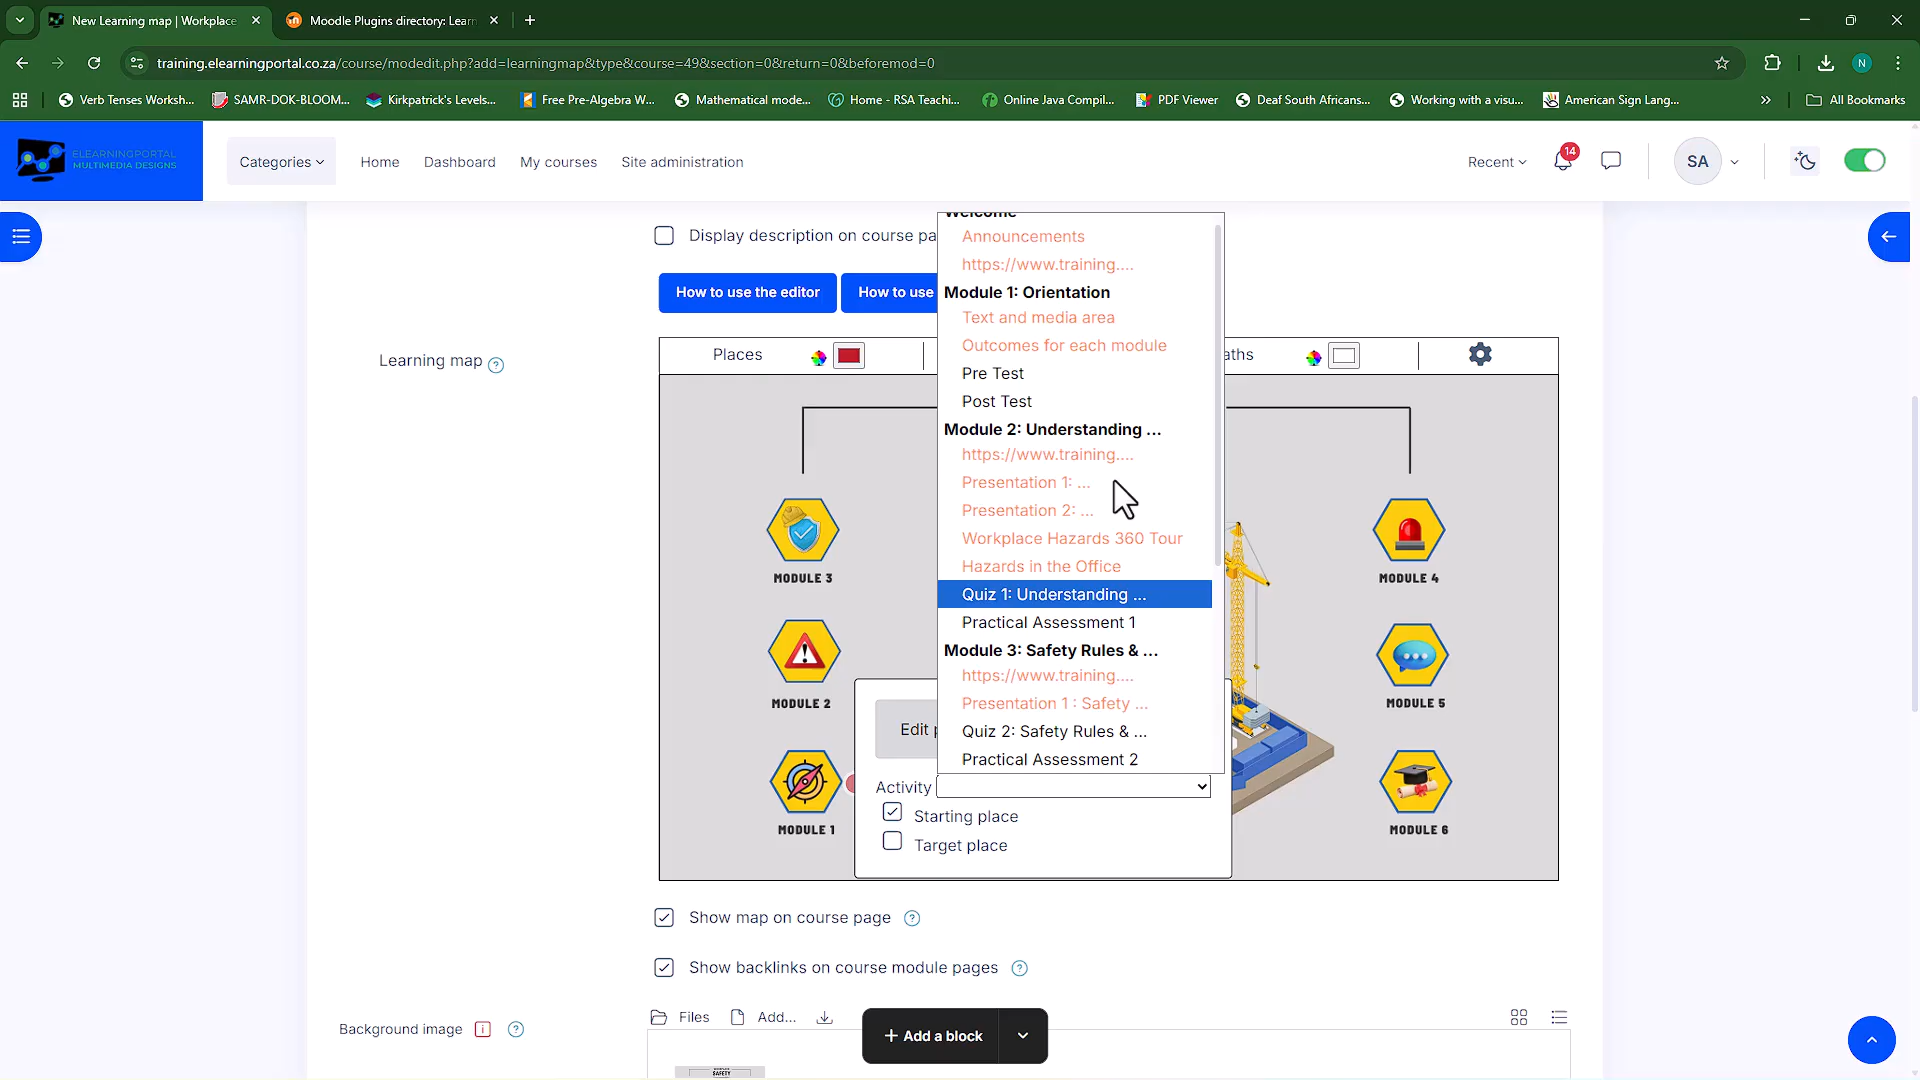 New Learning map | Workplace
Moodle Plugins directory: Lear
training.elearningportal.co.za/course/modedit.php?add=learningmap&type&course=49&section=0&return=0&beforemod=0
N
Verb Tenses Worksh...
SAMR-DOK-BLOOM...
Kirkpatrick's Levels...
Free Pre-Algebra W...
Mathematical mode...
Home - RSA Teachi...
Online Java Compil...
PDF Viewer
Deaf South Africans...
Working with a visu...
American Sign Lang...
All Bookmarks
ELEARNINGPORTAL
MULTIMEDIA DESIGNS
Categories
Home
Dashboard
My courses
Site administration
Recent
14
SA
Display description on course pa
How to use the editor
How to use
Learning map
Places
aths
Welcome
Announcements
https://www.training....
Module 1: Orientation
Text and media area
Outcomes for each module
Pre Test
Post Test
Module 2: Understanding ...
https://www.training....
Presentation 1: ...
Presentation 2: ...
Workplace Hazards 360 Tour
Hazards in the Office
Quiz 1: Understanding ...
Practical Assessment 1
Module 3: Safety Rules & ...
https://www.training....
Presentation 1 : Safety ...
Quiz 2: Safety Rules & ...
Practical Assessment 2
MODULE 3
MODULE 2
MODULE 1
MODULE 4
MODULE 5
MODULE 6
Edit p
Activity
Starting place
Target place
Show map on course page
Show backlinks on course module pages
Background image
Files
Add...
+ Add a block
SAFETY